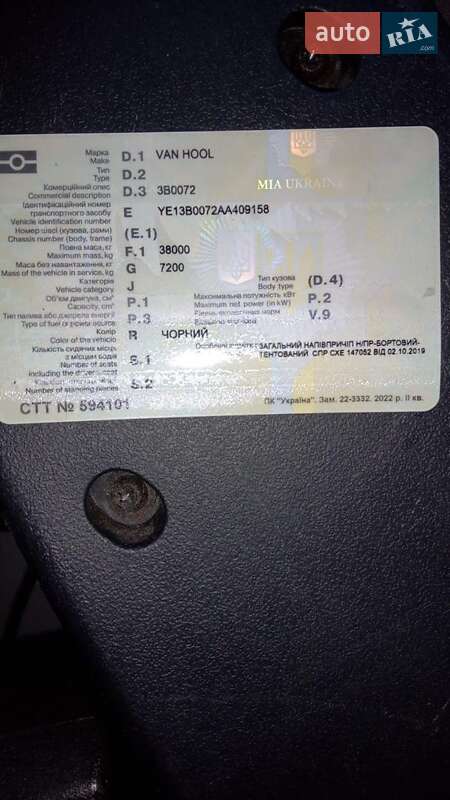 auto RIA .com
Марка
Make D.1 VAN HOOL
Тип
Type D.2
Комерційний опис
Commercial description D.3 3B0072
MIA UKRAINE
Ідентифікаційний номер
транспортного засобу
Vehicle identification number E YE13B0072AA409158
Номер шасі (кузова, рами)
Chassis number (body, frame) (E.1)
Повна маса, кг
Maximum mass, kg F.1 38000
Маса без навантаження, кг
Mass of the vehicle in service, kg G 7200
Категорія
Vehicle category J
Тип кузова
Body type (D.4)
Об'єм двигуна, см³
Capacity, cm³ P.1
Максимальна потужність кВт
Maximum net power (in kW) P.2
Тип палива або джерела енергії
Type of fuel or power source P.3
V.9
Колір
Color of the vehicle R ЧОРНИЙ
ЗАГАЛЬНИЙ НАПІВПРИЧІП Н/ПР-БОРТОВИЙ-
ТЕНТОВАНИЙ СПР СХЕ 147052 ВІД 02.10.2019
Кількість сидячих місць
з місцем водія
Number of seats
including the driver's seat S.1
Number of standing places S.2
СТТ № 594101
ПК "Україна". Зам. 22-3332. 2022 р. II кв.